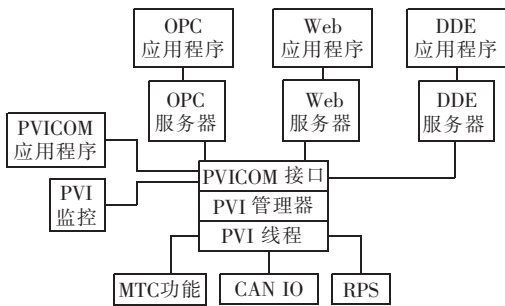 OPC
应用程序
Web
应用程序
DDE
应用程序
OPC
服务器
Web
服务器
DDE
服务器
PVICOM
应用程序
PVI
监控
PVICOM 接口
PVI 管理器
PVI 线程
MTC功能
CAN IO
RPS